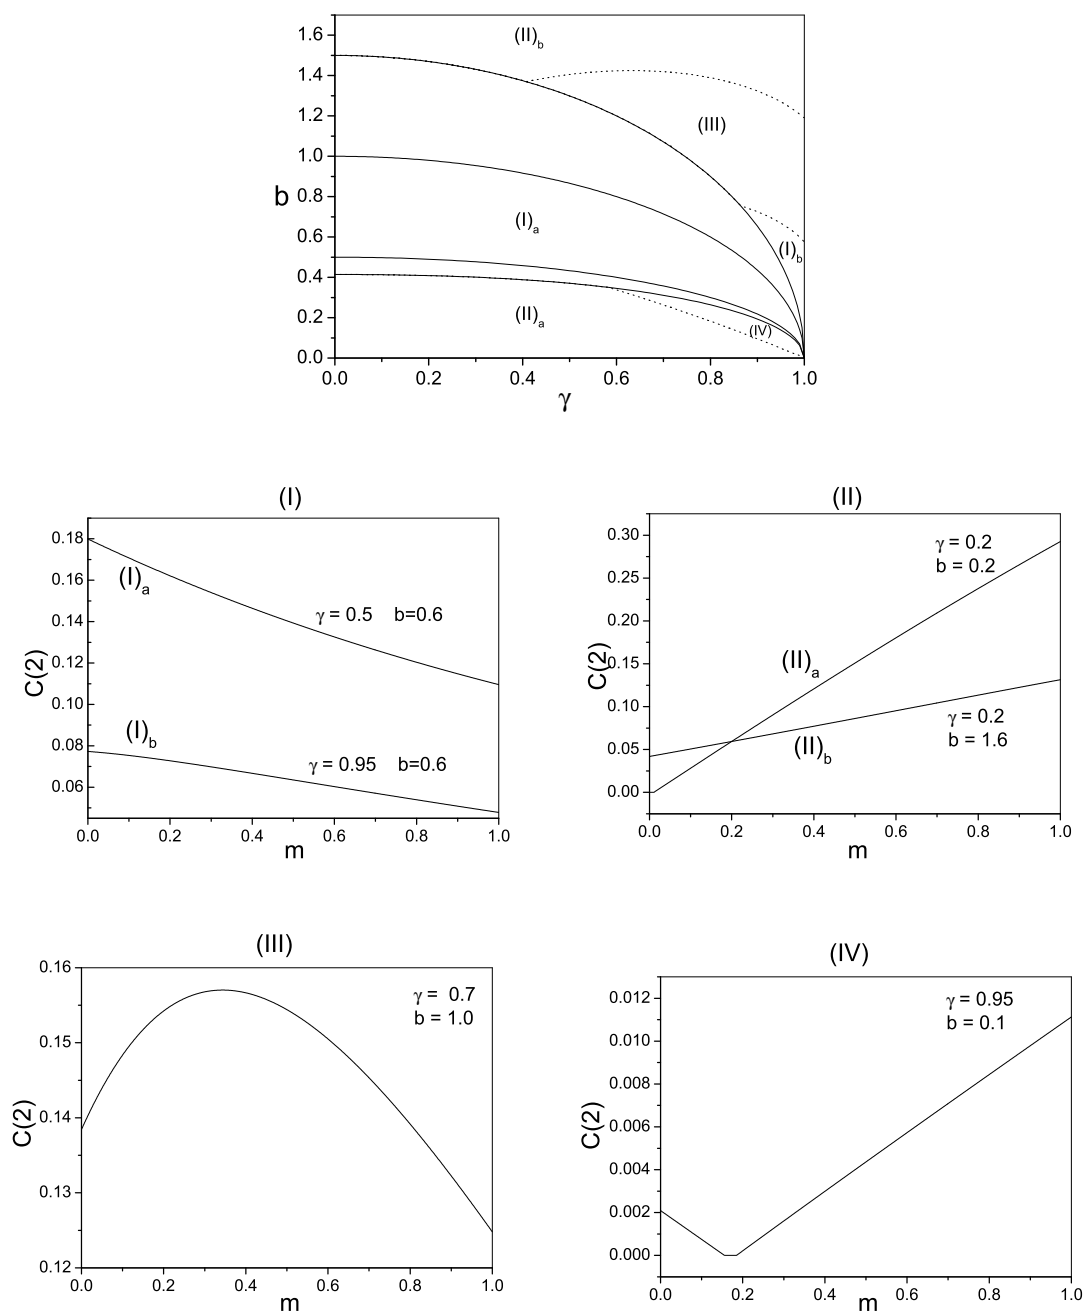 1.6
1.4
1.2
1.0
0.8
0.6
0.4
0.2
0.0
b
(II)b
(III)
(I)a
(I)b
(II)a
(IV)
0.0 0.2 0.4 0.6 0.8 1.0
γ
(I)
0.18
0.16
0.14
0.12
0.10
0.08
0.06
C(2)
(I)a
γ = 0.5 b=0.6
(I)b
γ = 0.95 b=0.6
0.0 0.2 0.4 0.6 0.8 1.0
m
(II)
0.30
0.25
0.20
0.15
0.10
0.05
0.00
C(2)
γ = 0.2
b = 0.2
(II)a
(II)b
γ = 0.2
b = 1.6
0.0 0.2 0.4 0.6 0.8 1.0
m
(III)
0.16
0.15
0.14
0.13
0.12
C(2)
γ = 0.7
b = 1.0
0.0 0.2 0.4 0.6 0.8 1.0
m
(IV)
0.012
0.010
0.008
0.006
0.004
0.002
0.000
C(2)
γ = 0.95
b = 0.1
0.0 0.2 0.4 0.6 0.8 1.0
m